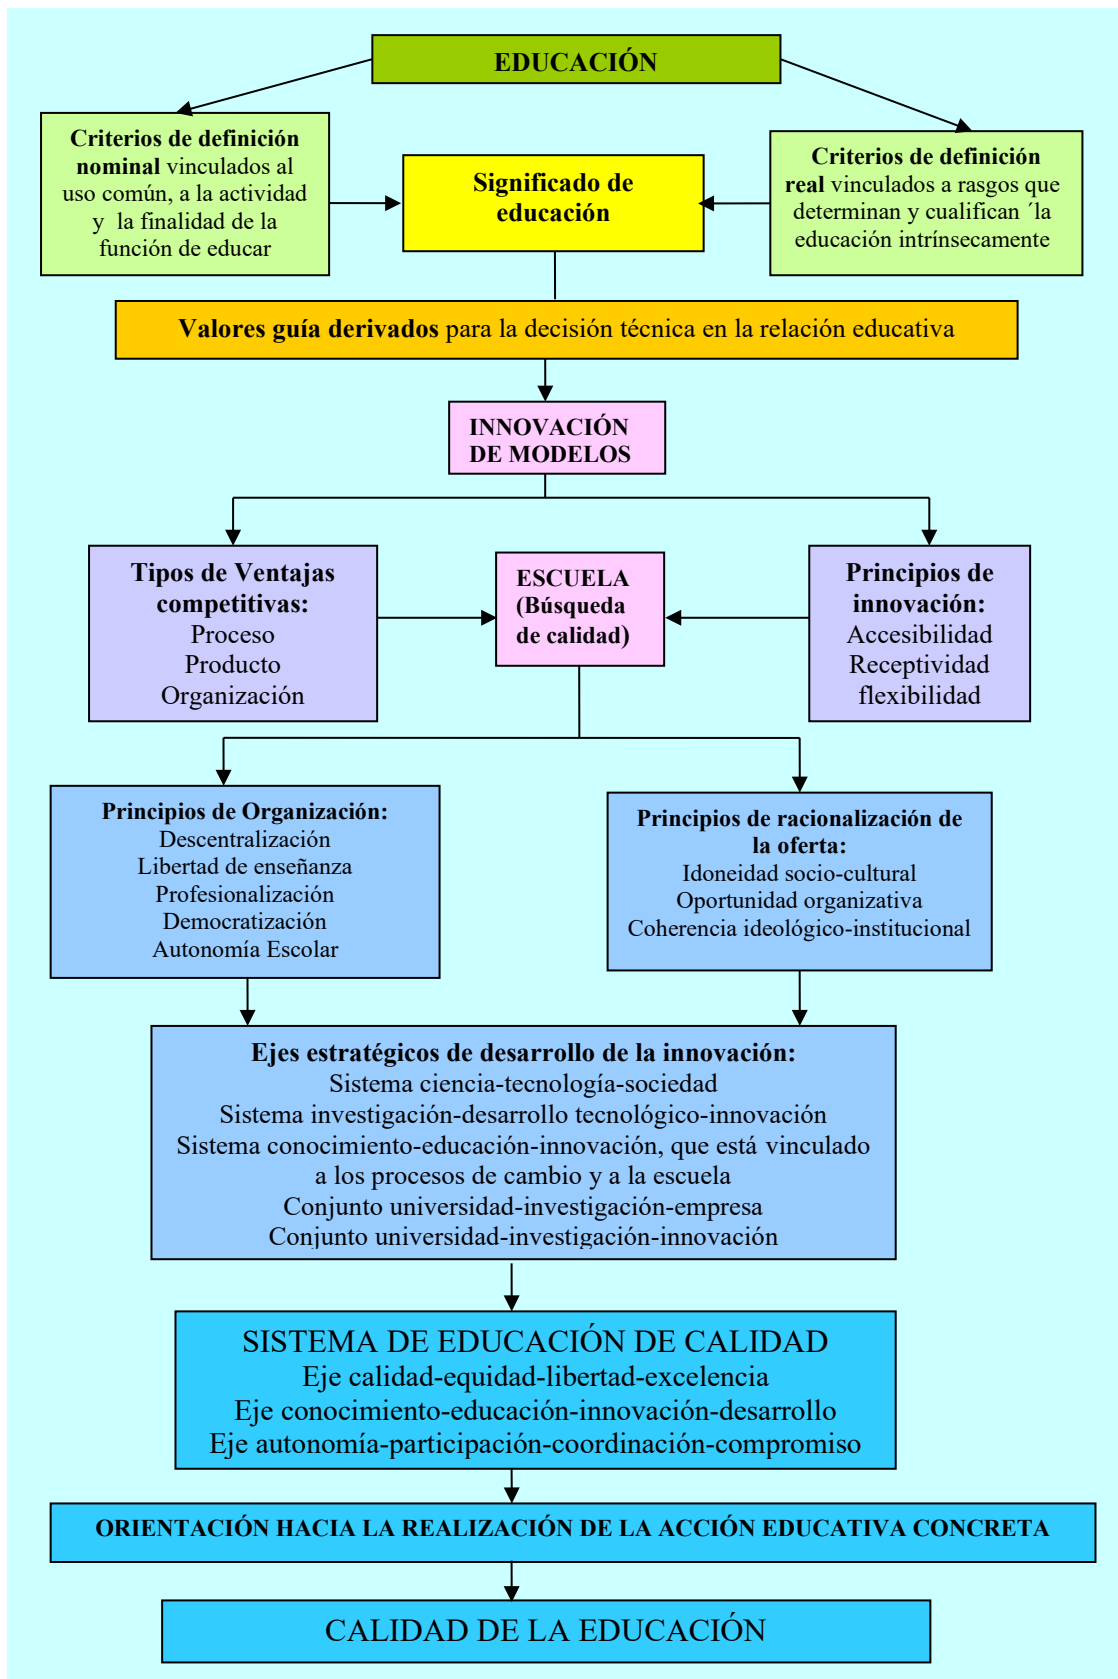 EDUCACIÓN
Criterios de definición
nominal vinculados al
uso común, a la actividad
y la finalidad de la
función de educar
Significado de
educación
Criterios de definición
real vinculados a rasgos que
determinan y cualifican ´la
educación intrínsecamente
Valores guía derivados para la decisión técnica en la relación educativa
INNOVACIÓN
DE MODELOS
Tipos de Ventajas
competitivas:
Proceso
Producto
Organización
ESCUELA
(Búsqueda
de calidad)
Principios de
innovación:
Accesibilidad
Receptividad
flexibilidad
Principios de Organización:
Descentralización
Libertad de enseñanza
Profesionalización
Democratización
Autonomía Escolar
Principios de racionalización de
la oferta:
Idoneidad socio-cultural
Oportunidad organizativa
Coherencia ideológico-institucional
Ejes estratégicos de desarrollo de la innovación:
Sistema ciencia-tecnología-sociedad
Sistema investigación-desarrollo tecnológico-innovación
Sistema conocimiento-educación-innovación, que está vinculado
a los procesos de cambio y a la escuela
Conjunto universidad-investigación-empresa
Conjunto universidad-investigación-innovación
SISTEMA DE EDUCACIÓN DE CALIDAD
Eje calidad-equidad-libertad-excelencia
Eje conocimiento-educación-innovación-desarrollo
Eje autonomía-participación-coordinación-compromiso
ORIENTACIÓN HACIA LA REALIZACIÓN DE LA ACCIÓN EDUCATIVA CONCRETA
CALIDAD DE LA EDUCACIÓN